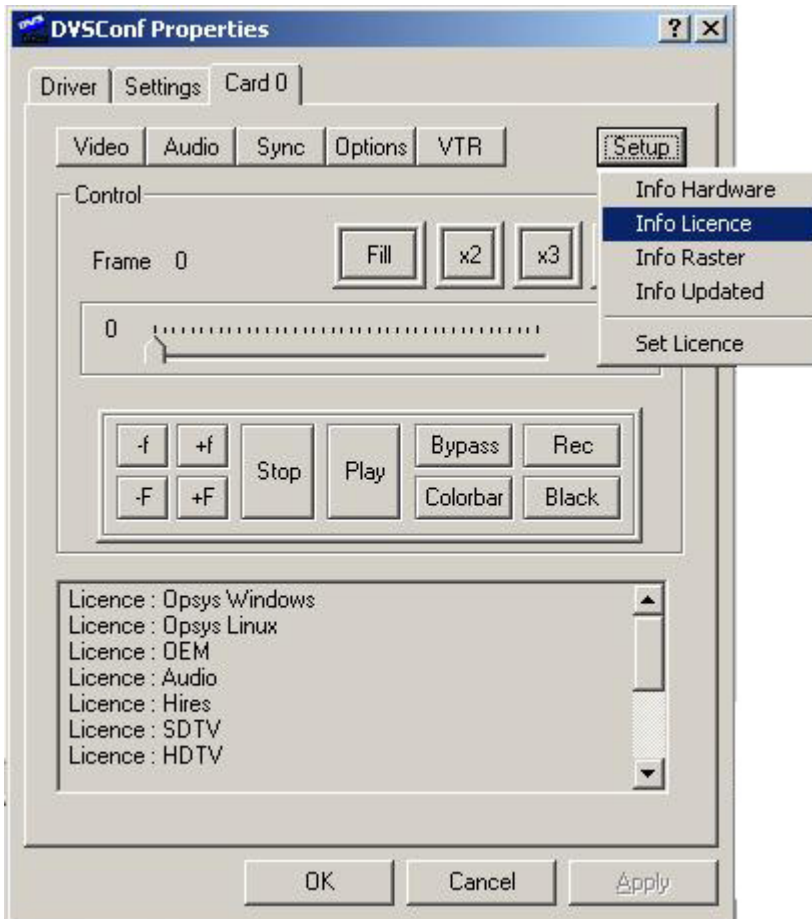 DVSConf Properties
Driver Settings Card 0
Video Audio Sync Options VTR Setup
Info Hardware
Info Licence
Info Raster
Info Updated
Set Licence
Control
Frame 0 Fill x2 x3
0
-f +f Stop Play Bypass Rec
-F +F Colorbar Black
Licence : Opsys Windows
Licence : Opsys Linux
Licence : OEM
Licence : Audio
Licence : Hires
Licence : SDTV
Licence : HDTV
OK Cancel Apply